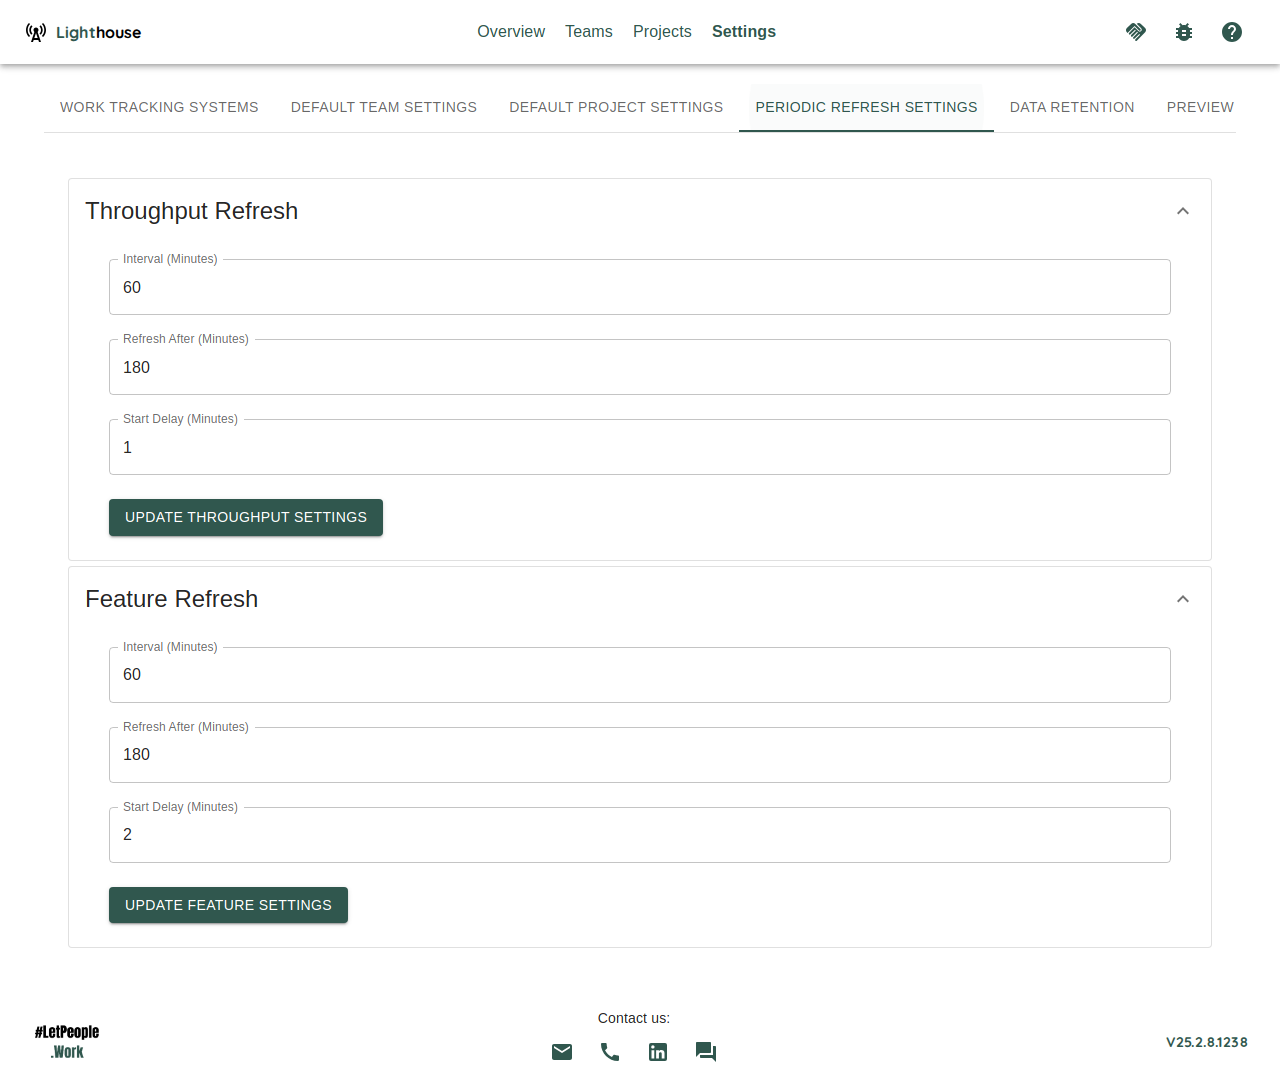 Lighthouse
Overview Teams Projects Settings
WORK TRACKING SYSTEMS DEFAULT TEAM SETTINGS DEFAULT PROJECT SETTINGS PERIODIC REFRESH SETTINGS DATA RETENTION PREVIEW
Throughput Refresh
Interval (Minutes)
60
Refresh After (Minutes)
180
Start Delay (Minutes)
1
UPDATE THROUGHPUT SETTINGS
Feature Refresh
Interval (Minutes)
60
Refresh After (Minutes)
180
Start Delay (Minutes)
2
UPDATE FEATURE SETTINGS
#LetPeople
.Work
Contact us:
V25.2.8.1238